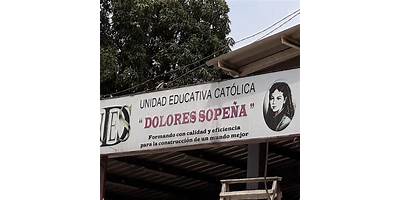 UNIDAD EDUCATIVA CATÓLICA
"DOLORES SOPEÑA"
Formando con calidad y eficiencia
para la construcción de un mundo mejor